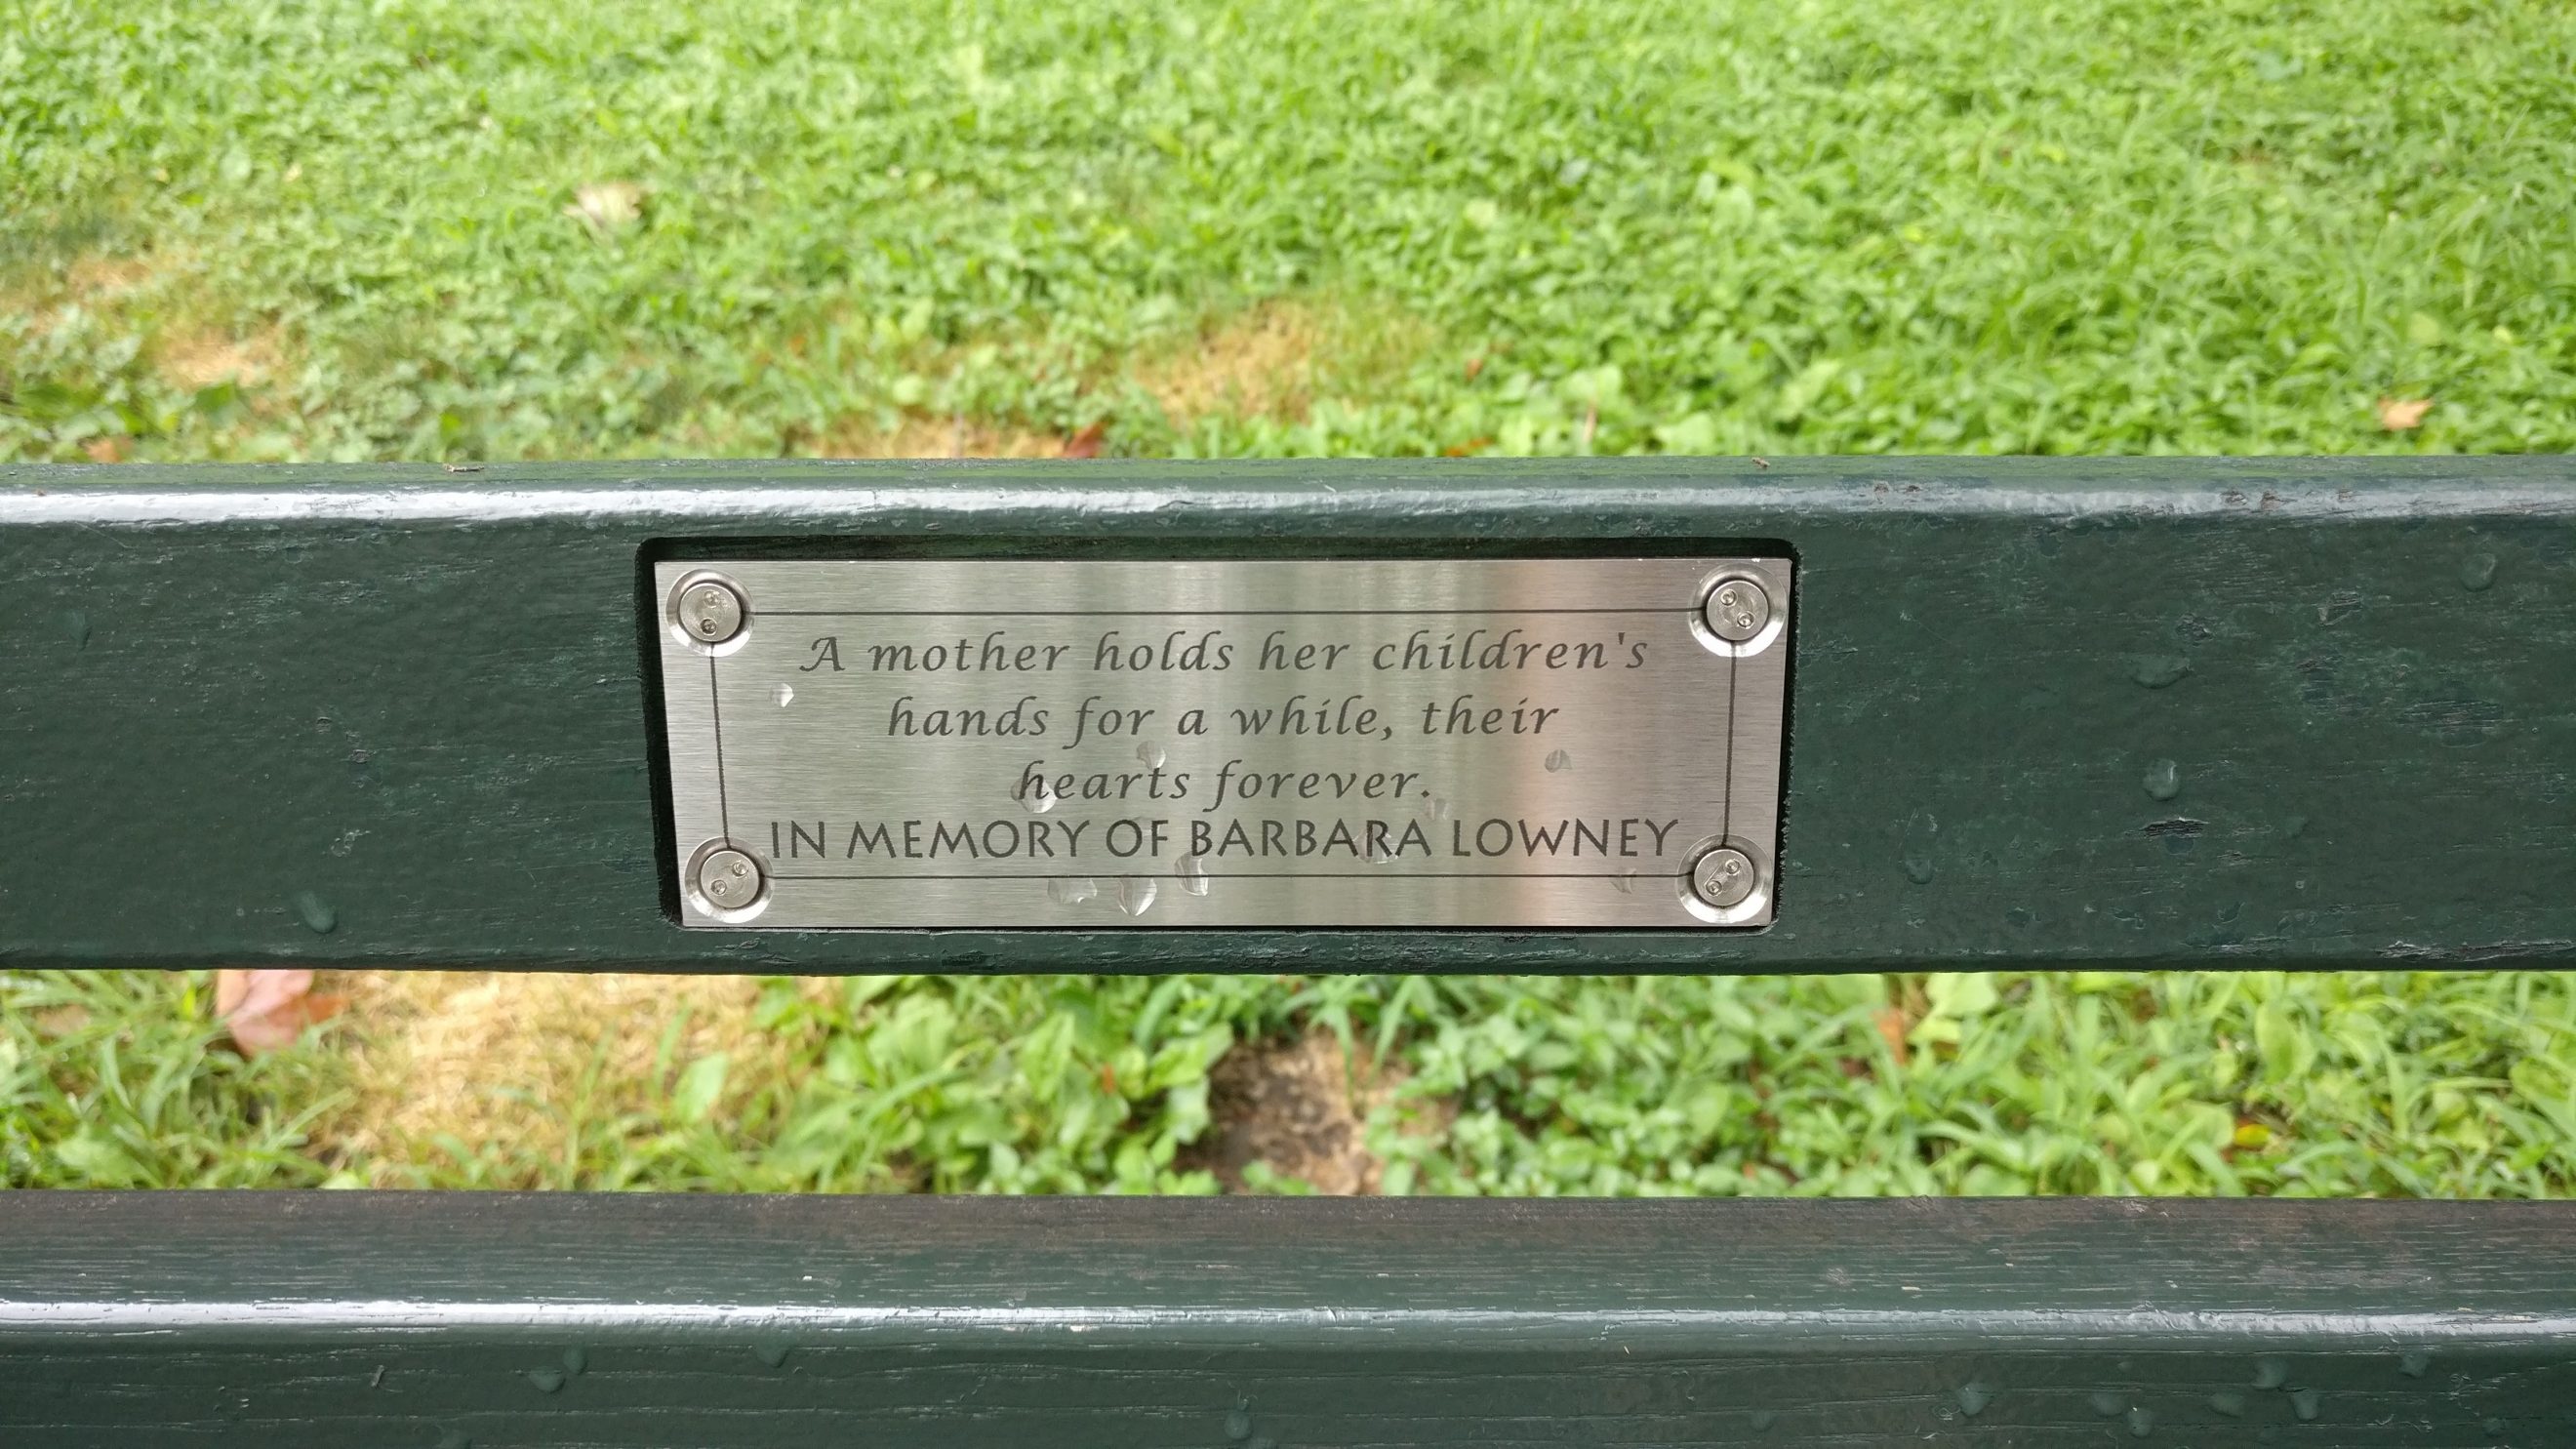 A mother holds her children's
hands for a while, their
hearts forever.
IN MEMORY OF BARBARA LOWNEY